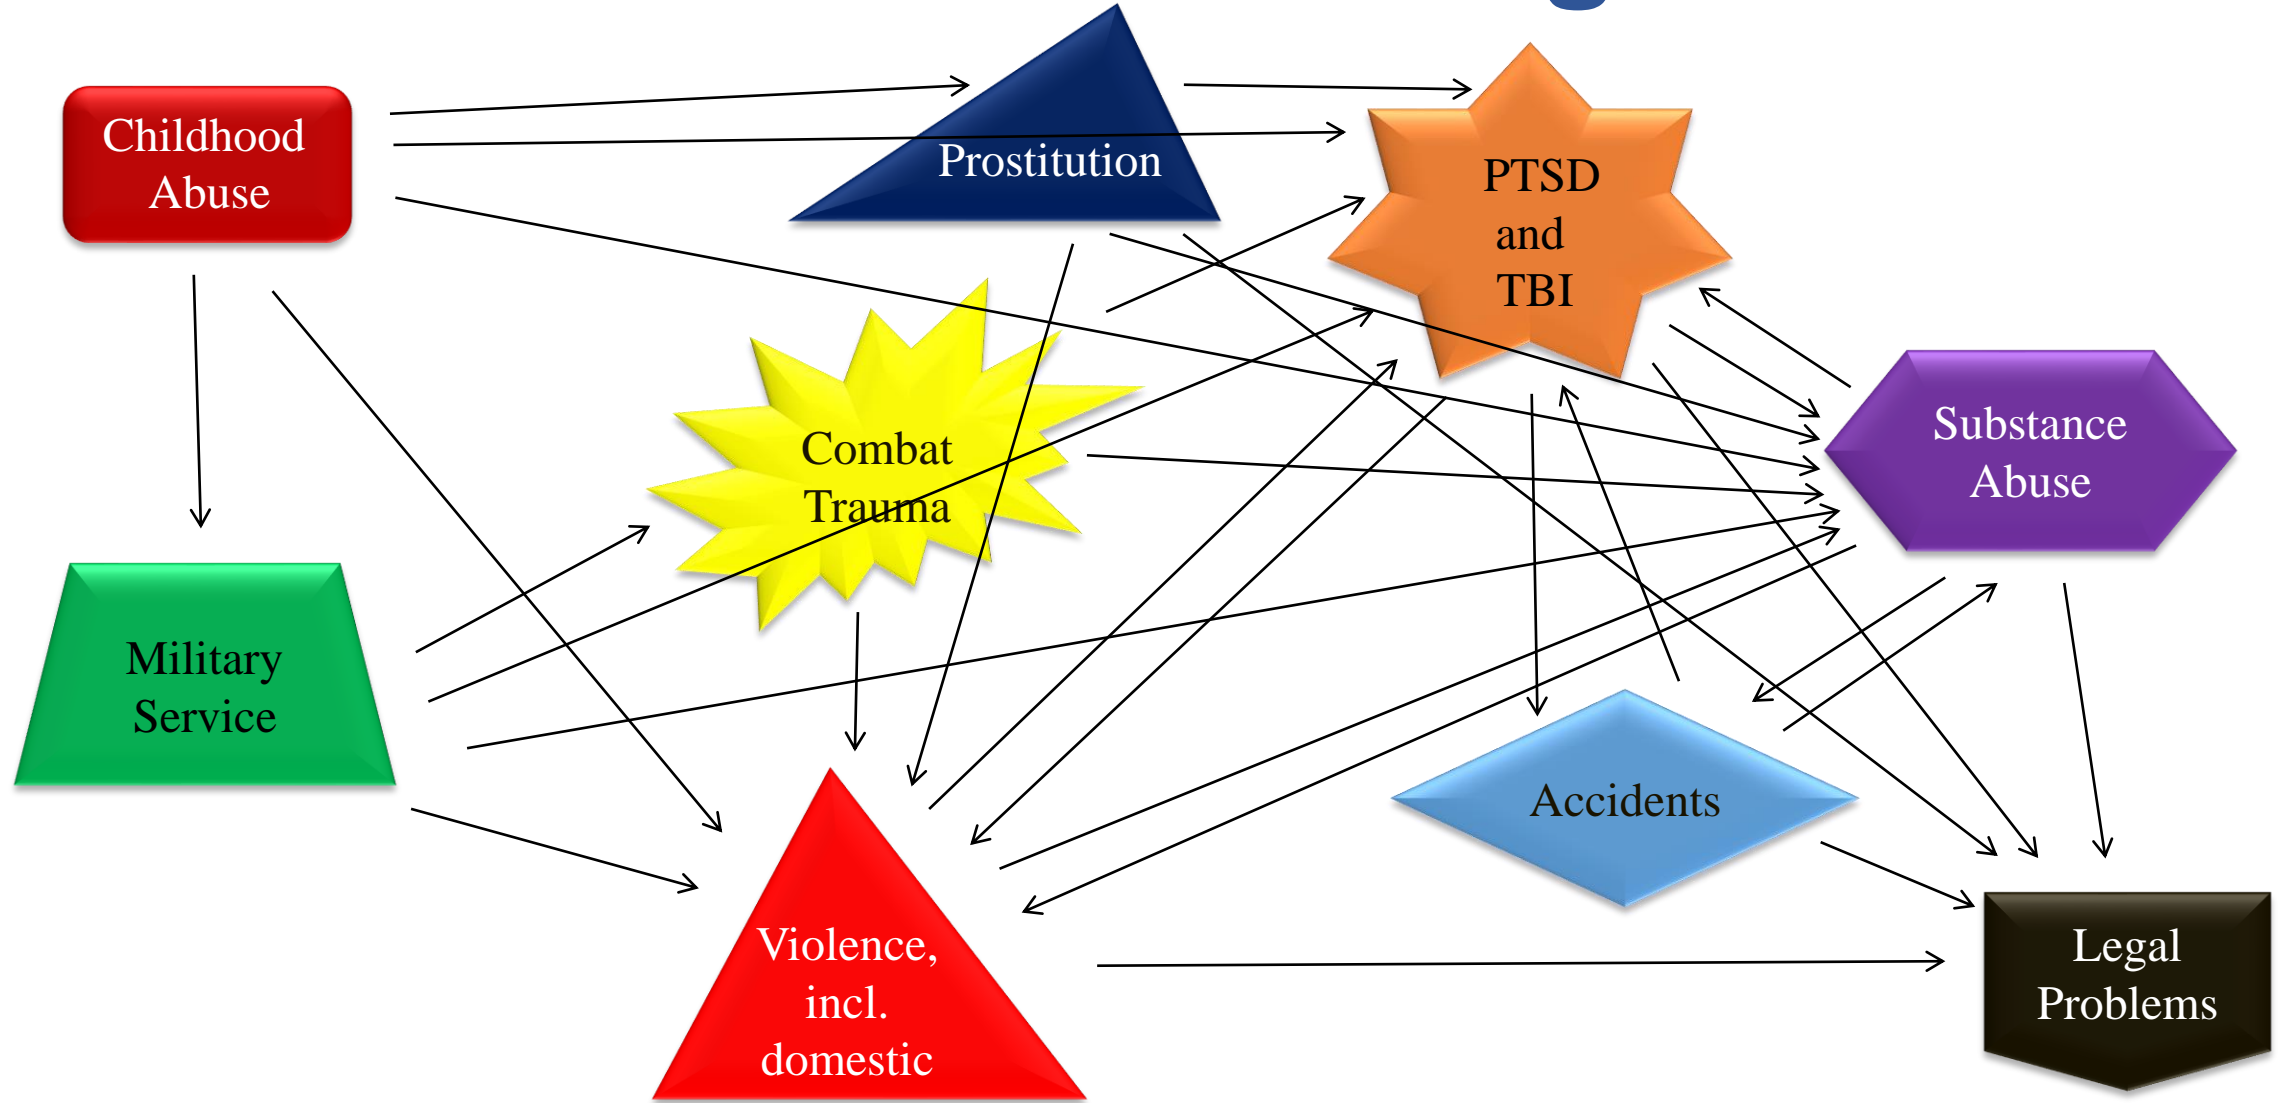 Childhood
Abuse
Prostitution
PTSD
and
TBI
Combat
Trauma
Substance
Abuse
Military
Service
Accidents
Violence,
incl.
domestic
Legal
Problems